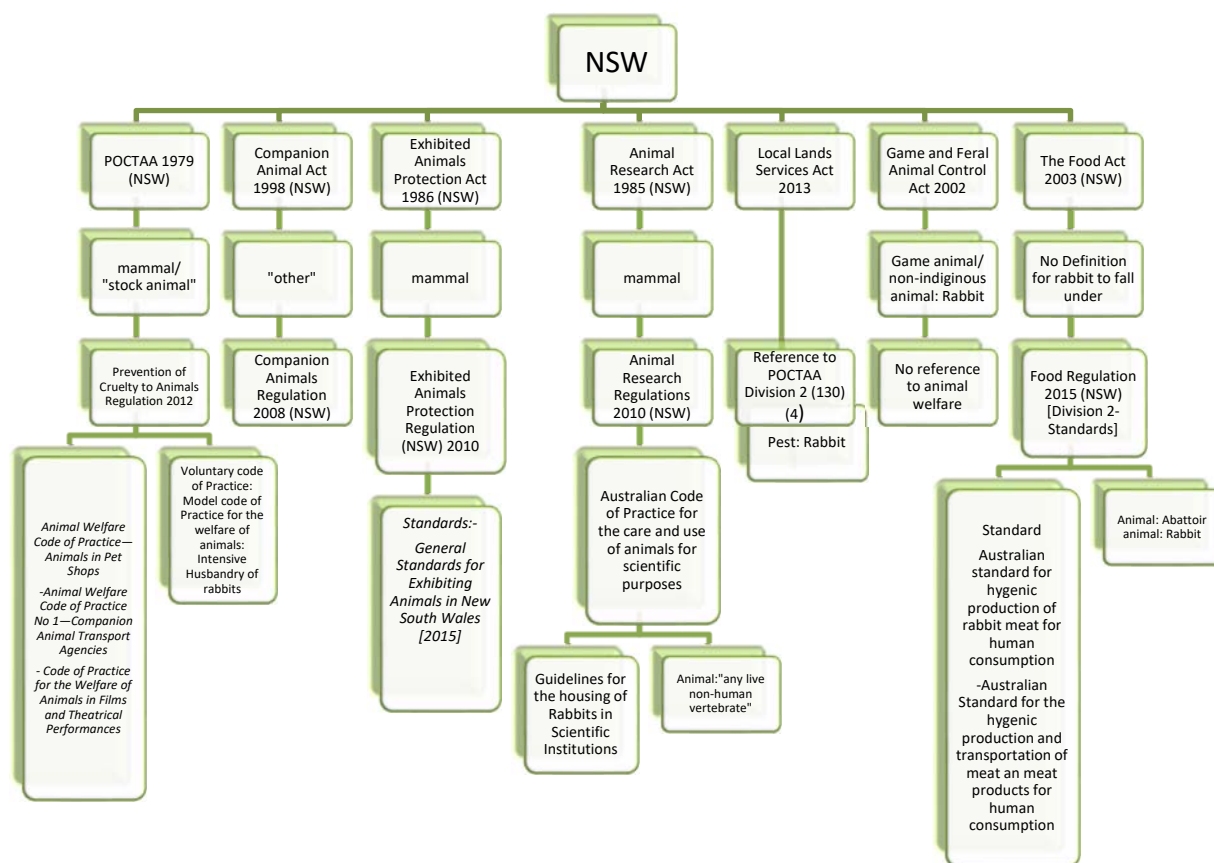 NSW
POCTAA 1979
(NSW)
Companion
Animal Act
1998 (NSW)
Exhibited
Animals
Protection Act
1986 (NSW)
Animal
Research Act
1985 (NSW)
Local Lands
Services Act
2013
Game and Feral
Animal Control
Act 2002
The Food Act
2003 (NSW)
mammal/
"stock animal"
"other"
mammal
mammal
Game animal/
non-indiginous
animal: Rabbit
No Definition
for rabbit to fall
under
Prevention of
Cruelty to Animals
Regulation 2012
Companion
Animals
Regulation
2008 (NSW)
Exhibited
Animals
Protection
Regulation
(NSW) 2010
Animal
Research
Regulations
2010 (NSW)
Reference to
POCTAA
Division 2 (130)
(4)
Pest: Rabbit
No reference
to animal
welfare
Food Regulation
2015 (NSW)
[Division 2-
Standards]
Animal Welfare
Code of Practice—
Animals in Pet
Shops
-Animal Welfare
Code of Practice
No 1—Companion
Animal Transport
Agencies
- Code of Practice
for the Welfare of
Animals in Films
and Theatrical
Performances
Voluntary code
of Practice:
Model code of
Practice for the
welfare of
animals:
Intensive
Husbandry of
rabbits
Standards:-
General
Standards for
Exhibiting
Animals in New
South Wales
[2015]
Australian Code
of Practice for
the care and use
of animals for
scientific
purposes
Guidelines for
the housing of
Rabbits in
Scientific
Institutions
Animal:"any live
non-human
vertebrate"
Standard
Australian
standard for
hygenic
production of
rabbit meat for
human
consumption
-Australian
Standard for the
hygenic
production and
transportation of
meat an meat
products for
human
consumption
Animal: Abattoir
animal: Rabbit